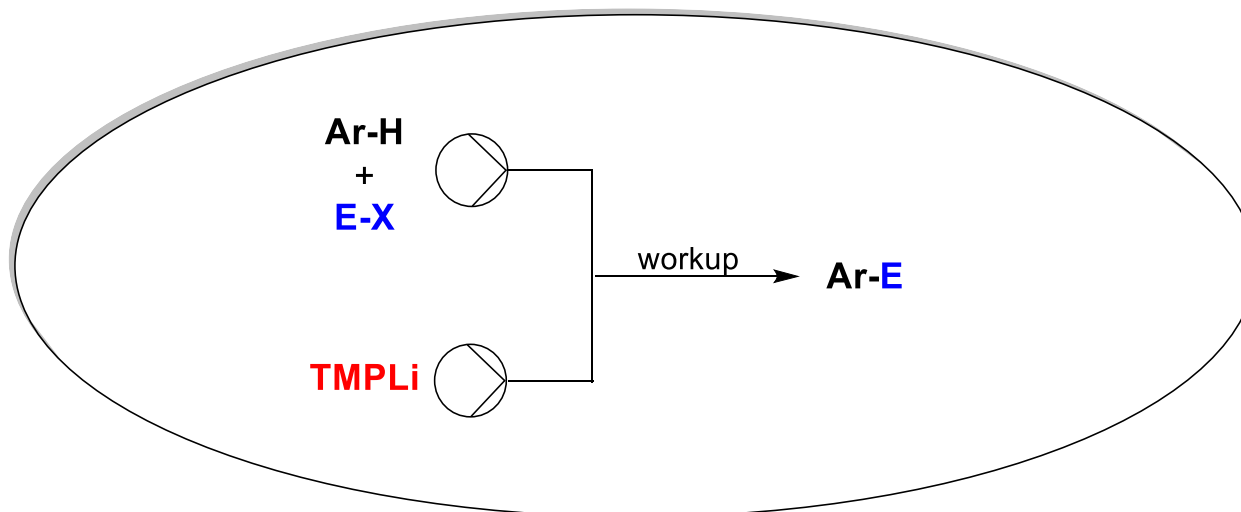 Ar-H
+
E-X
workup
Ar-E
TMPLi